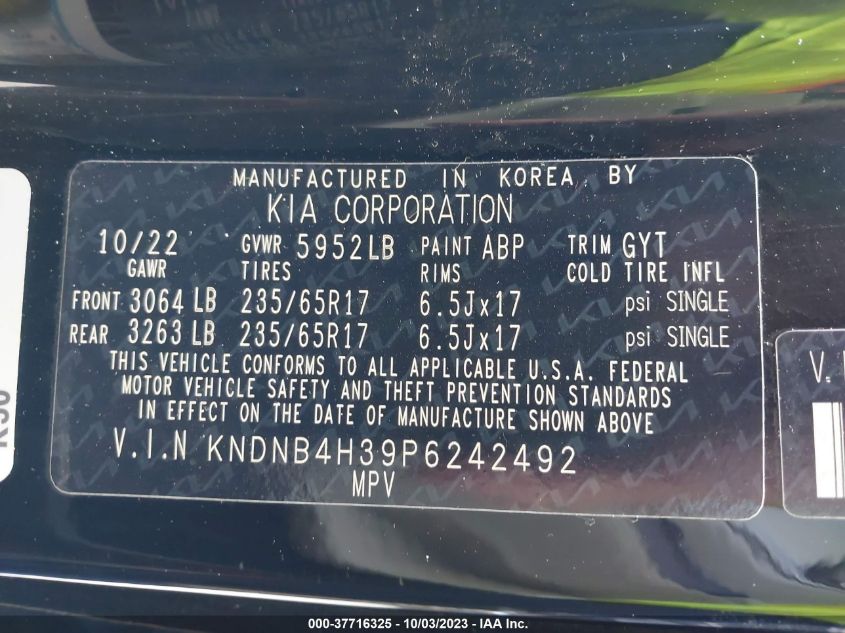 MANUFACTURED IN KOREA BY
KIA CORPORATION
10/22 GVWR 5952LB PAINT ABP TRIM GYT
GAWR TIRES RIMS COLD TIRE INFL
FRONT 3064 LB 235/65R17 6.5Jx17 psi SINGLE
REAR 3263 LB 235/65R17 6.5Jx17 psi SINGLE
THIS VEHICLE CONFORMS TO ALL APPLICABLE U.S.A. FEDERAL
MOTOR VEHICLE SAFETY AND THEFT PREVENTION STANDARDS
IN EFFECT ON THE DATE OF MANUFACTURE SHOWN ABOVE
V.I.N KNDNB4H39P6242492
MPV
V.
000-37716325 - 10/03/2023 - IAA Inc.